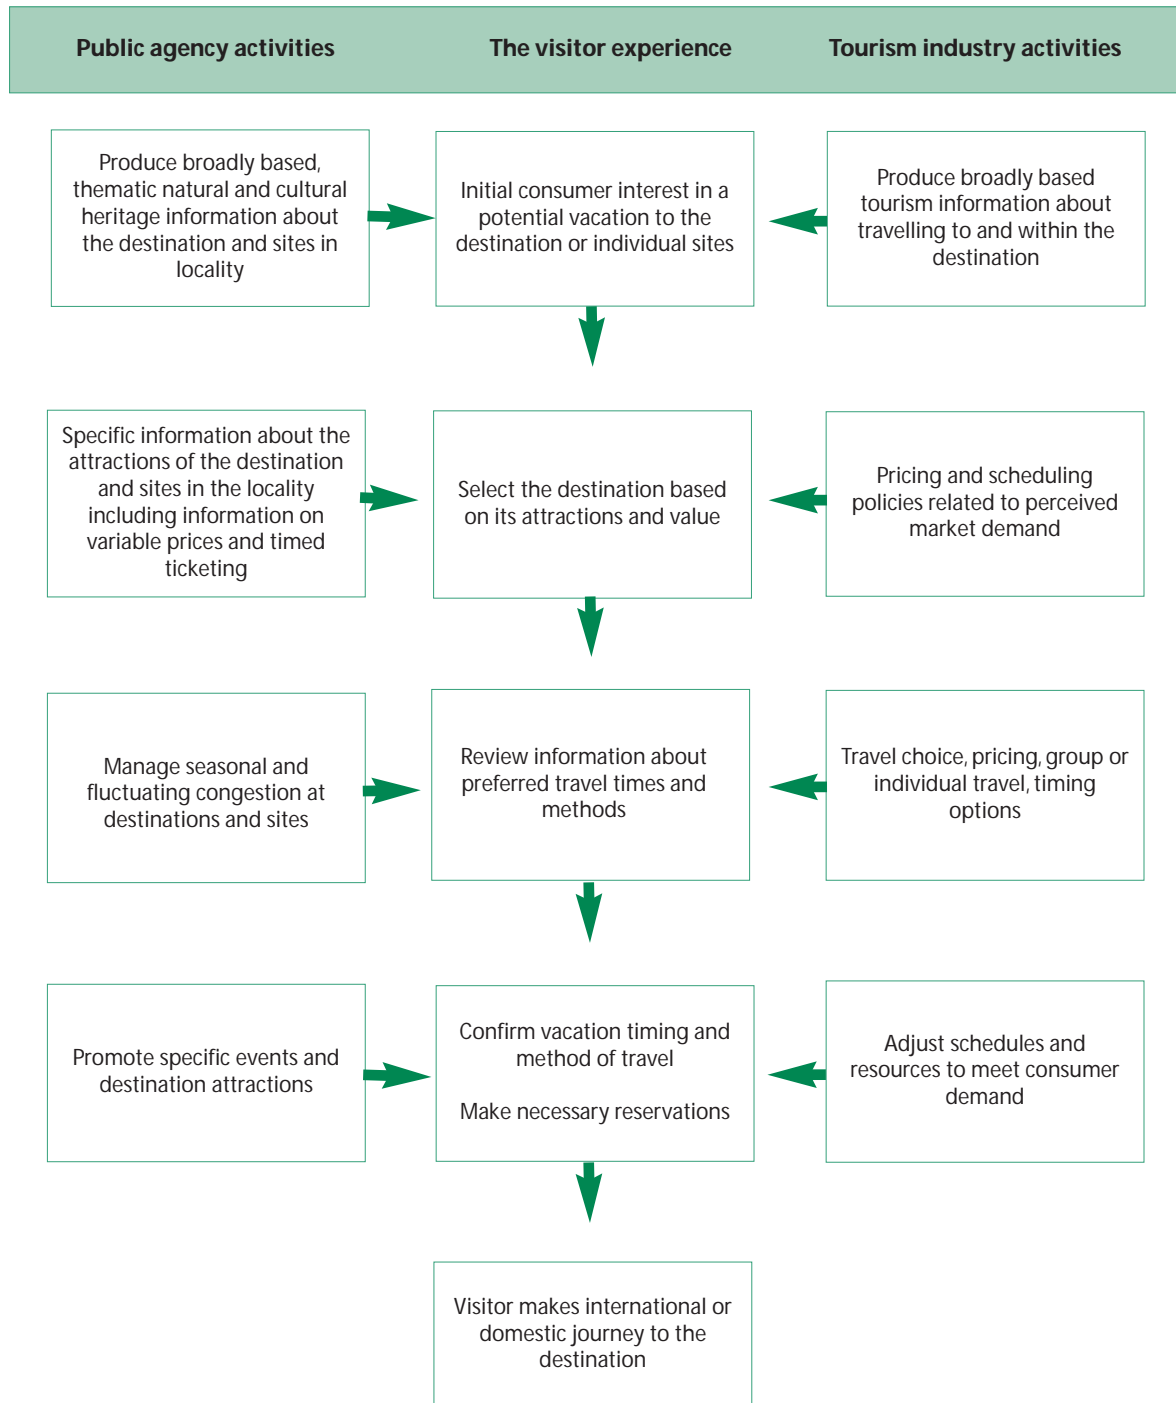 Public agency activities
The visitor experience
Tourism industry activities
Produce broadly based,
thematic natural and cultural
heritage information about
the destination and sites in
locality
Initial consumer interest in a
potential vacation to the
destination or individual sites
Produce broadly based
tourism information about
travelling to and within the
destination
Specific information about the
attractions of the destination
and sites in the locality
including information on
variable prices and timed
ticketing
Select the destination based
on its attractions and value
Pricing and scheduling
policies related to perceived
market demand
Manage seasonal and
fluctuating congestion at
destinations and sites
Review information about
preferred travel times and
methods
Travel choice, pricing, group or
individual travel, timing
options
Promote specific events and
destination attractions
Confirm vacation timing and
method of travel
Make necessary reservations
Adjust schedules and
resources to meet consumer
demand
Visitor makes international or
domestic journey to the
destination